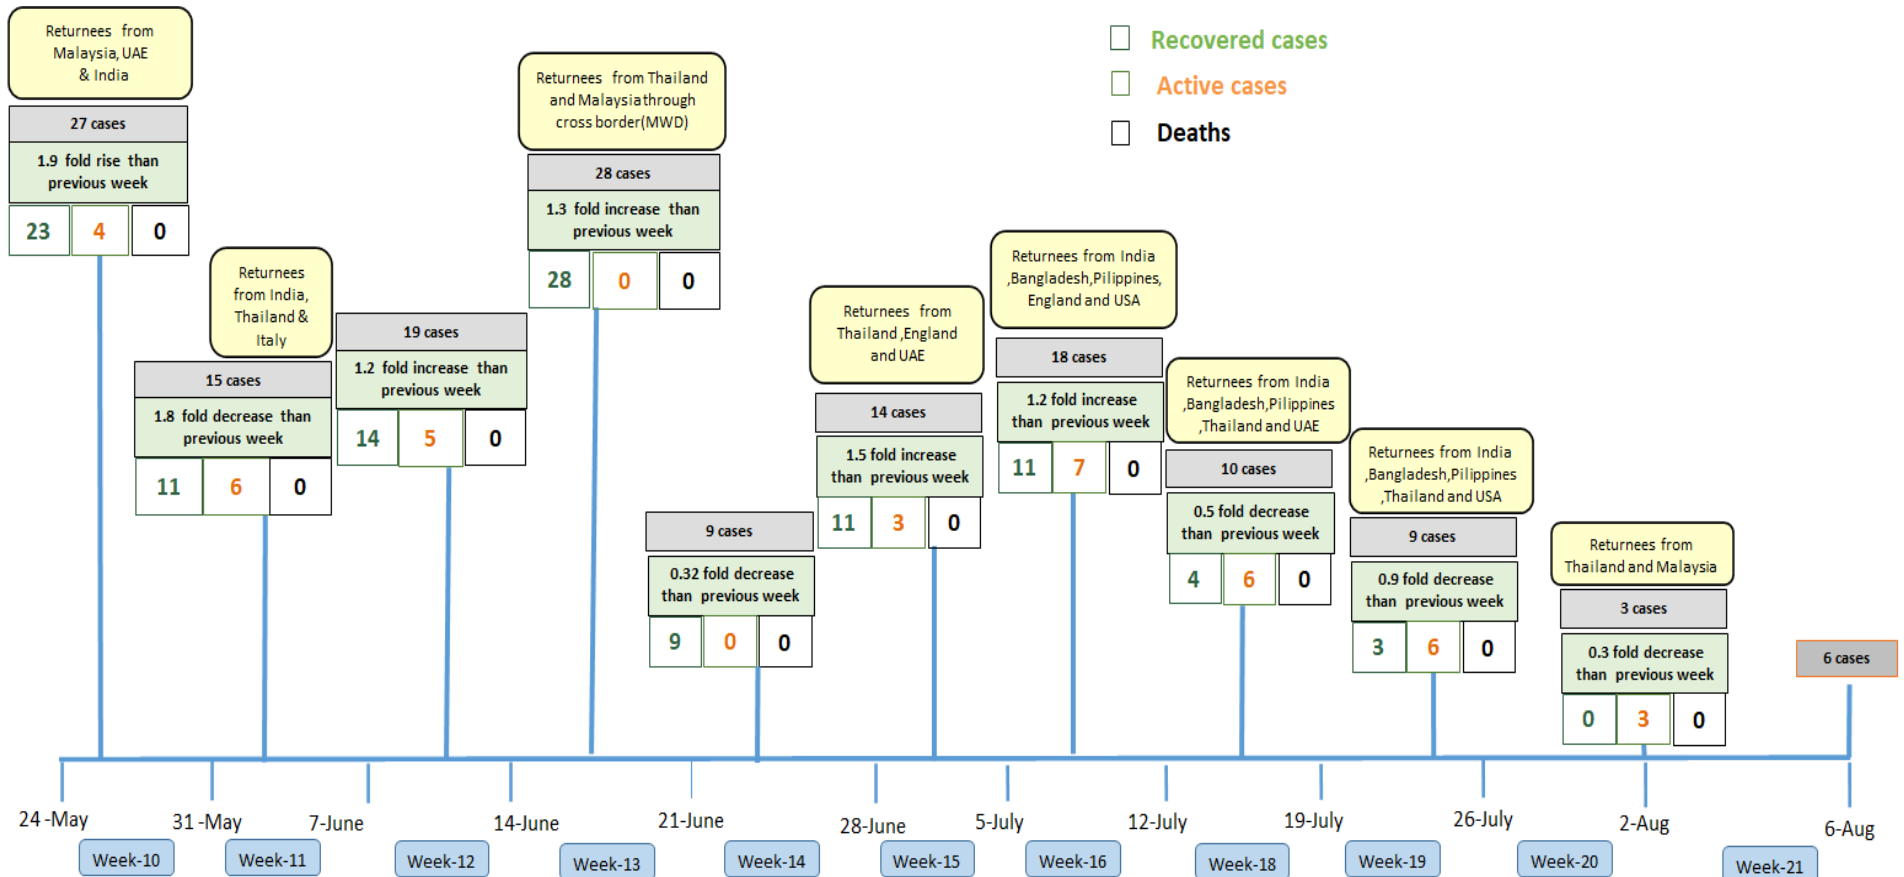 Recovered cases
Active cases
Deaths
Returnees from
Malaysia,UAE
& India
27 cases
1.9 fold rise than
previous week
23 4 0
Returnees
from India,
Thailand &
Italy
15 cases
1.8 fold decrease than
previous week
11 6 0
19 cases
1.2 fold increase than
previous week
14 5 0
Returnees from Thailand
and Malaysiathrough
cross border(MWD)
28 cases
1.3 fold increase than
previous week
28 0 0
9 cases
0.32 fold decrease
than previous week
9 0 0
Returnees from
Thailand ,England
and UAE
14 cases
1.5 fold increase
than previous week
11 3 0
Returnees from India
,Bangladesh,Pilippines,
England and USA
18 cases
1.2 fold increase
than previous week
11 7 0
Returnees from India
,Bangladesh,Pilippines
,Thailand and UAE
10 cases
0.5 fold decrease
than previous week
4 6 0
Returnees from India
,Bangladesh,Pilippines
,Thailand and USA
9 cases
0.9 fold decrease
than previous week
3 6 0
Returnees from
Thailand and Malaysia
3 cases
0.3 fold decrease
than previous week
0 3 0
6 cases
24 -May 31 -May 7-June 14-June 21-June 28-June 5-July 12-July 19-July 26-July 2-Aug 6-Aug
Week-10 Week-11 Week-12 Week-13 Week-14 Week-15 Week-16 Week-18 Week-19 Week-20 Week-21